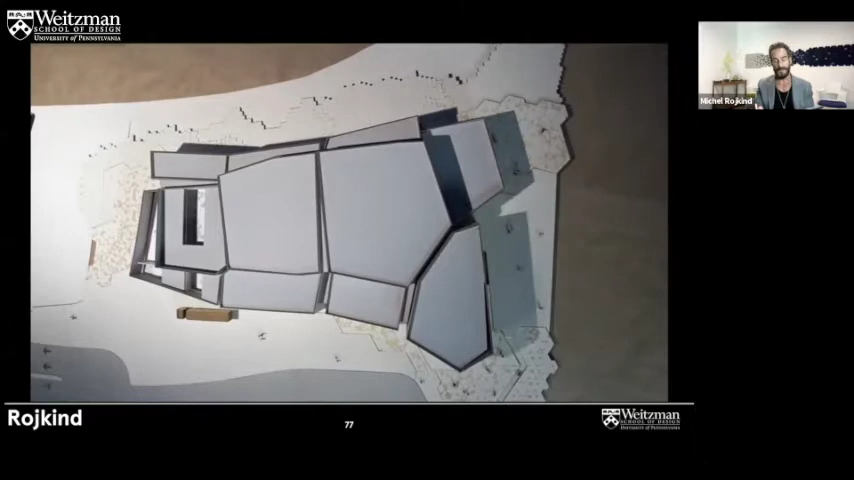 Weitzman
SCHOOL OF DESIGN
UNIVERSITY OF PENNSYLVANIA
Michel Rojkind
Rojkind
77
Weitzman
SCHOOL OF DESIGN
UNIVERSITY OF PENNSYLVANIA